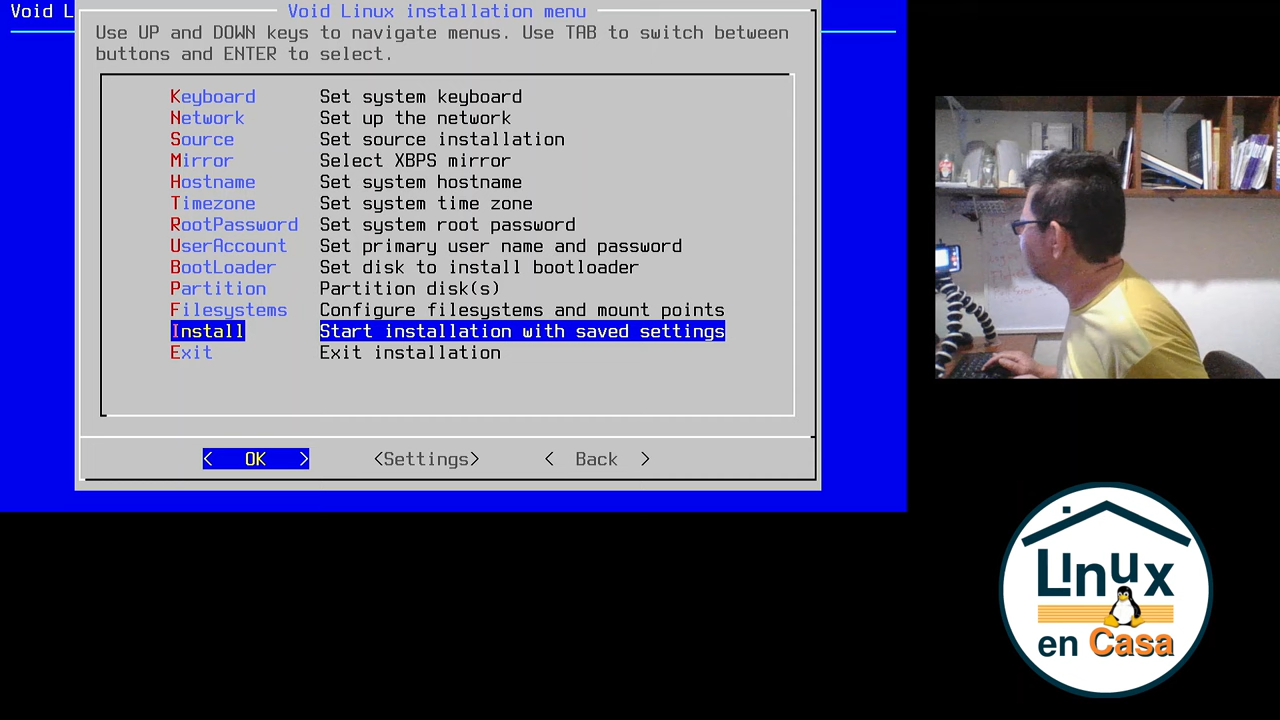 Void L
Void Linux installation menu
Use UP and DOWN keys to navigate menus. Use TAB to switch between
buttons and ENTER to select.
Keyboard Set system keyboard
Network Set up the network
Source Set source installation
Mirror Select XBPS mirror
Hostname Set system hostname
Timezone Set system time zone
RootPassword Set system root password
UserAccount Set primary user name and password
BootLoader Set disk to install bootloader
Partition Partition disk(s)
Filesystems Configure filesystems and mount points
Install Start installation with saved settings
Exit Exit installation
< OK > <Settings> < Back >
Linux
en Casa